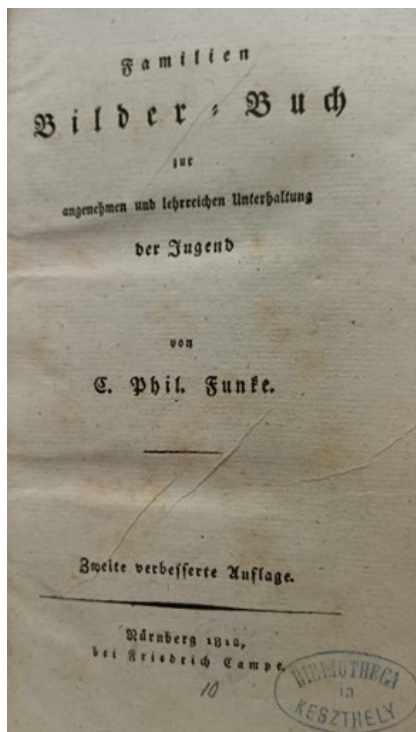 Familien
Bilder-Buch
zur
angenehmen und lehrreichen Unterhaltung
der Jugend
von
C. Phil. Funke.
Zweite verbesserte Auflage.
Nürnberg 1812,
bei Friedrich Campe.
10
BIBLIOTHECA
KESZTHELY